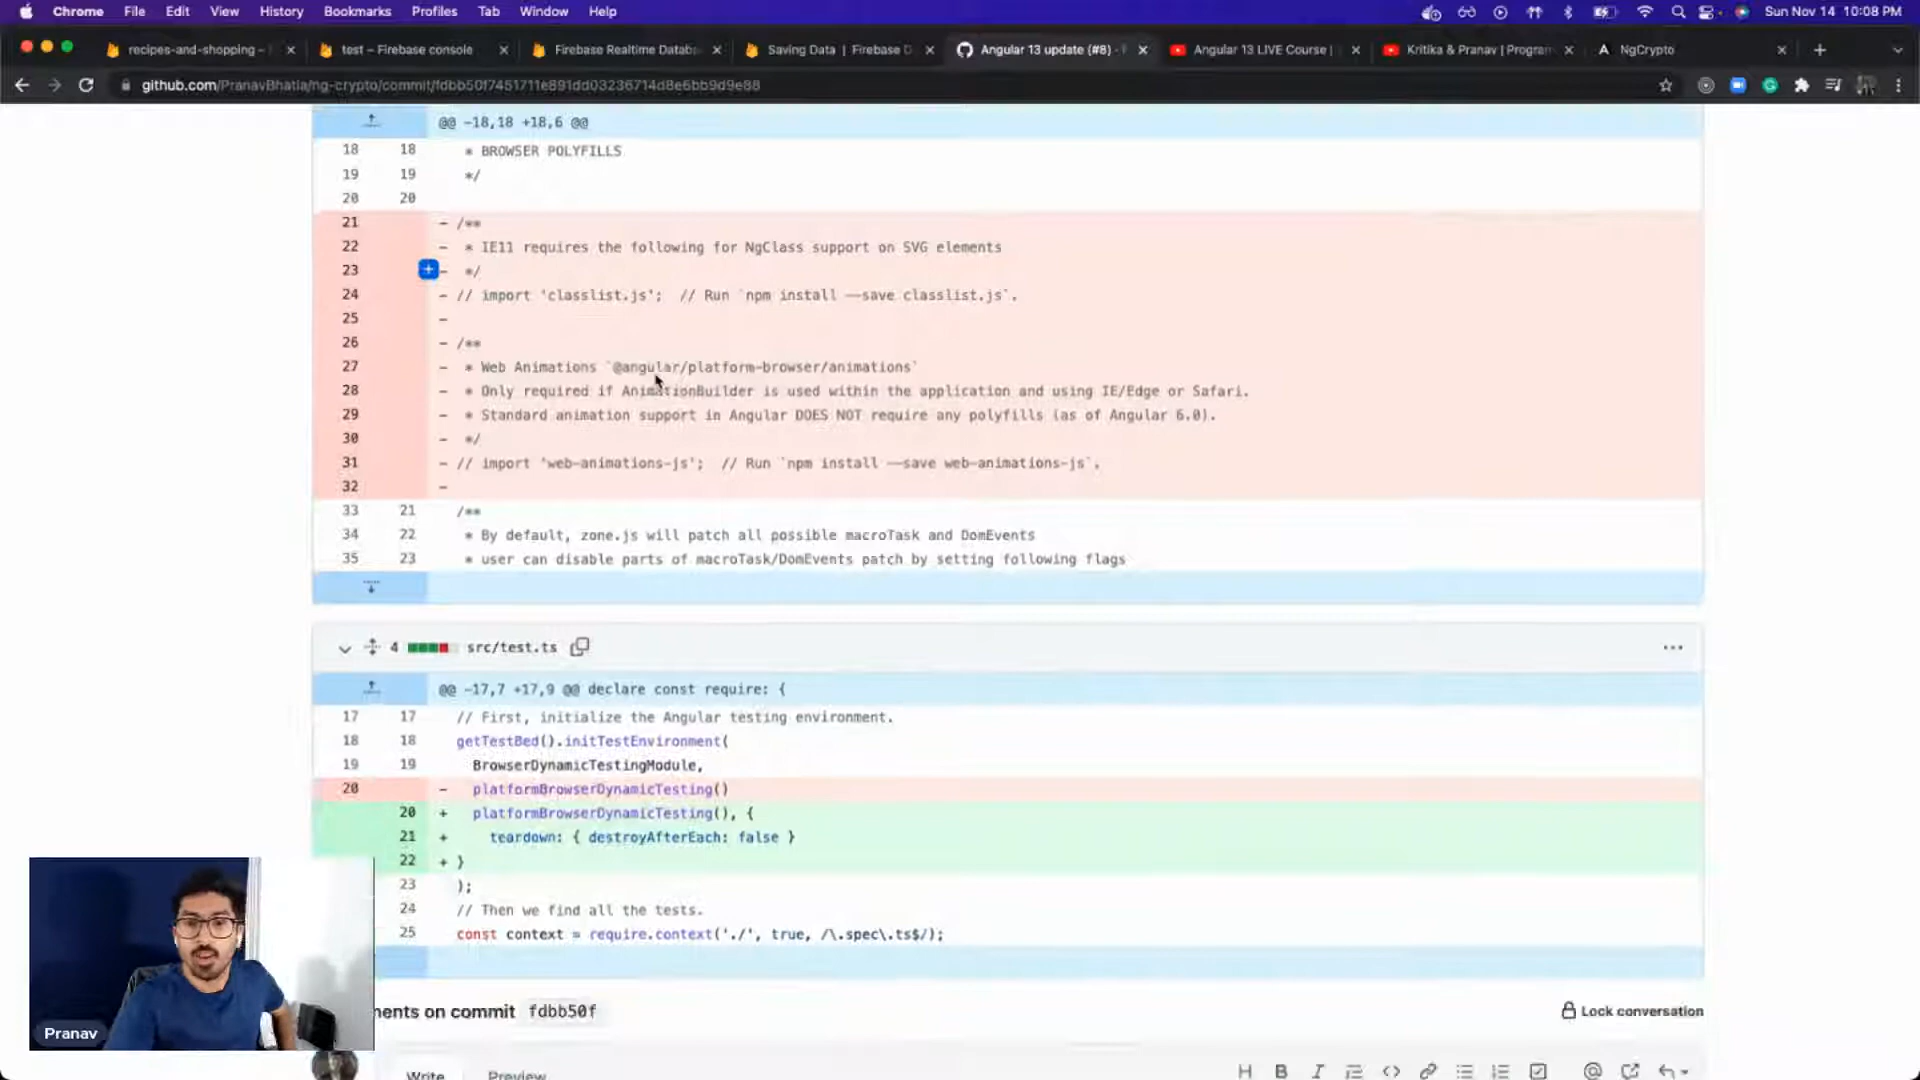 Chrome File Edit View History Bookmarks Profiles Tab Window Help Sun Nov 14 10:08 PM
recipes-and-shopping – test – Firebase console Firebase Realtime Datab Saving Data | Firebase D Angular 13 update (#8) · Angular 13 LIVE Course | Kritika & Pranav | Program NgCrypto
github.com/PranavBhatia/ng-crypto/commit/fdbb50f7451711e891dd03236714d8e6bb9d9e88
@@ -18,18 +18,6 @@
18 18 * BROWSER POLYFILLS
19 19 */
20 20
21 - /**
22 - * IE11 requires the following for NgClass support on SVG elements
23 - */
24 - // import 'classlist.js'; // Run `npm install --save classlist.js`.
25 -
26 - /**
27 - * Web Animations `@angular/platform-browser/animations`
28 - * Only required if AnimationBuilder is used within the application and using IE/Edge or Safari.
29 - * Standard animation support in Angular DOES NOT require any polyfills (as of Angular 6.0).
30 - */
31 - // import 'web-animations-js'; // Run `npm install --save web-animations-js`.
32 -
33 21 /**
34 22 * By default, zone.js will patch all possible macroTask and DomEvents
35 23 * user can disable parts of macroTask/DomEvents patch by setting following flags
4 src/test.ts
@@ -17,7 +17,9 @@ declare const require: {
17 17 // First, initialize the Angular testing environment.
18 18 getTestBed().initTestEnvironment(
19 19 BrowserDynamicTestingModule,
20 - platformBrowserDynamicTesting()
20 + platformBrowserDynamicTesting(), {
21 + teardown: { destroyAfterEach: false }
22 + }
23 );
24 // Then we find all the tests.
25 const context = require.context('./', true, /\.spec\.ts$/);
ments on commit fdbb50f Lock conversation
Pranav
Write Preview